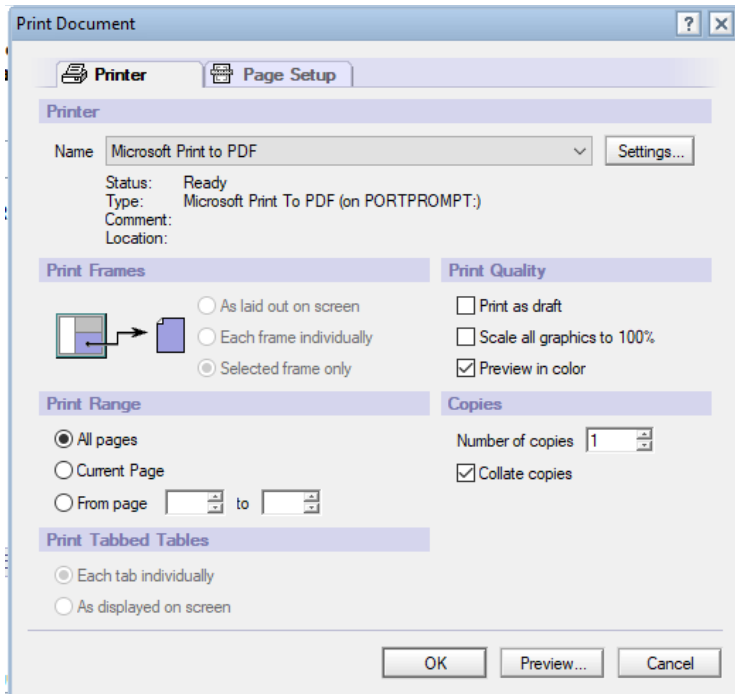 Print Document
Printer Page Setup
Printer
Name Microsoft Print to PDF Settings...
Status: Ready
Type: Microsoft Print To PDF (on PORTPROMPT:)
Comment:
Location:
Print Frames
As laid out on screen
Each frame individually
Selected frame only
Print Quality
Print as draft
Scale all graphics to 100%
Preview in color
Print Range
All pages
Current Page
From page to
Copies
Number of copies 1
Collate copies
Print Tabbed Tables
Each tab individually
As displayed on screen
OK Preview... Cancel